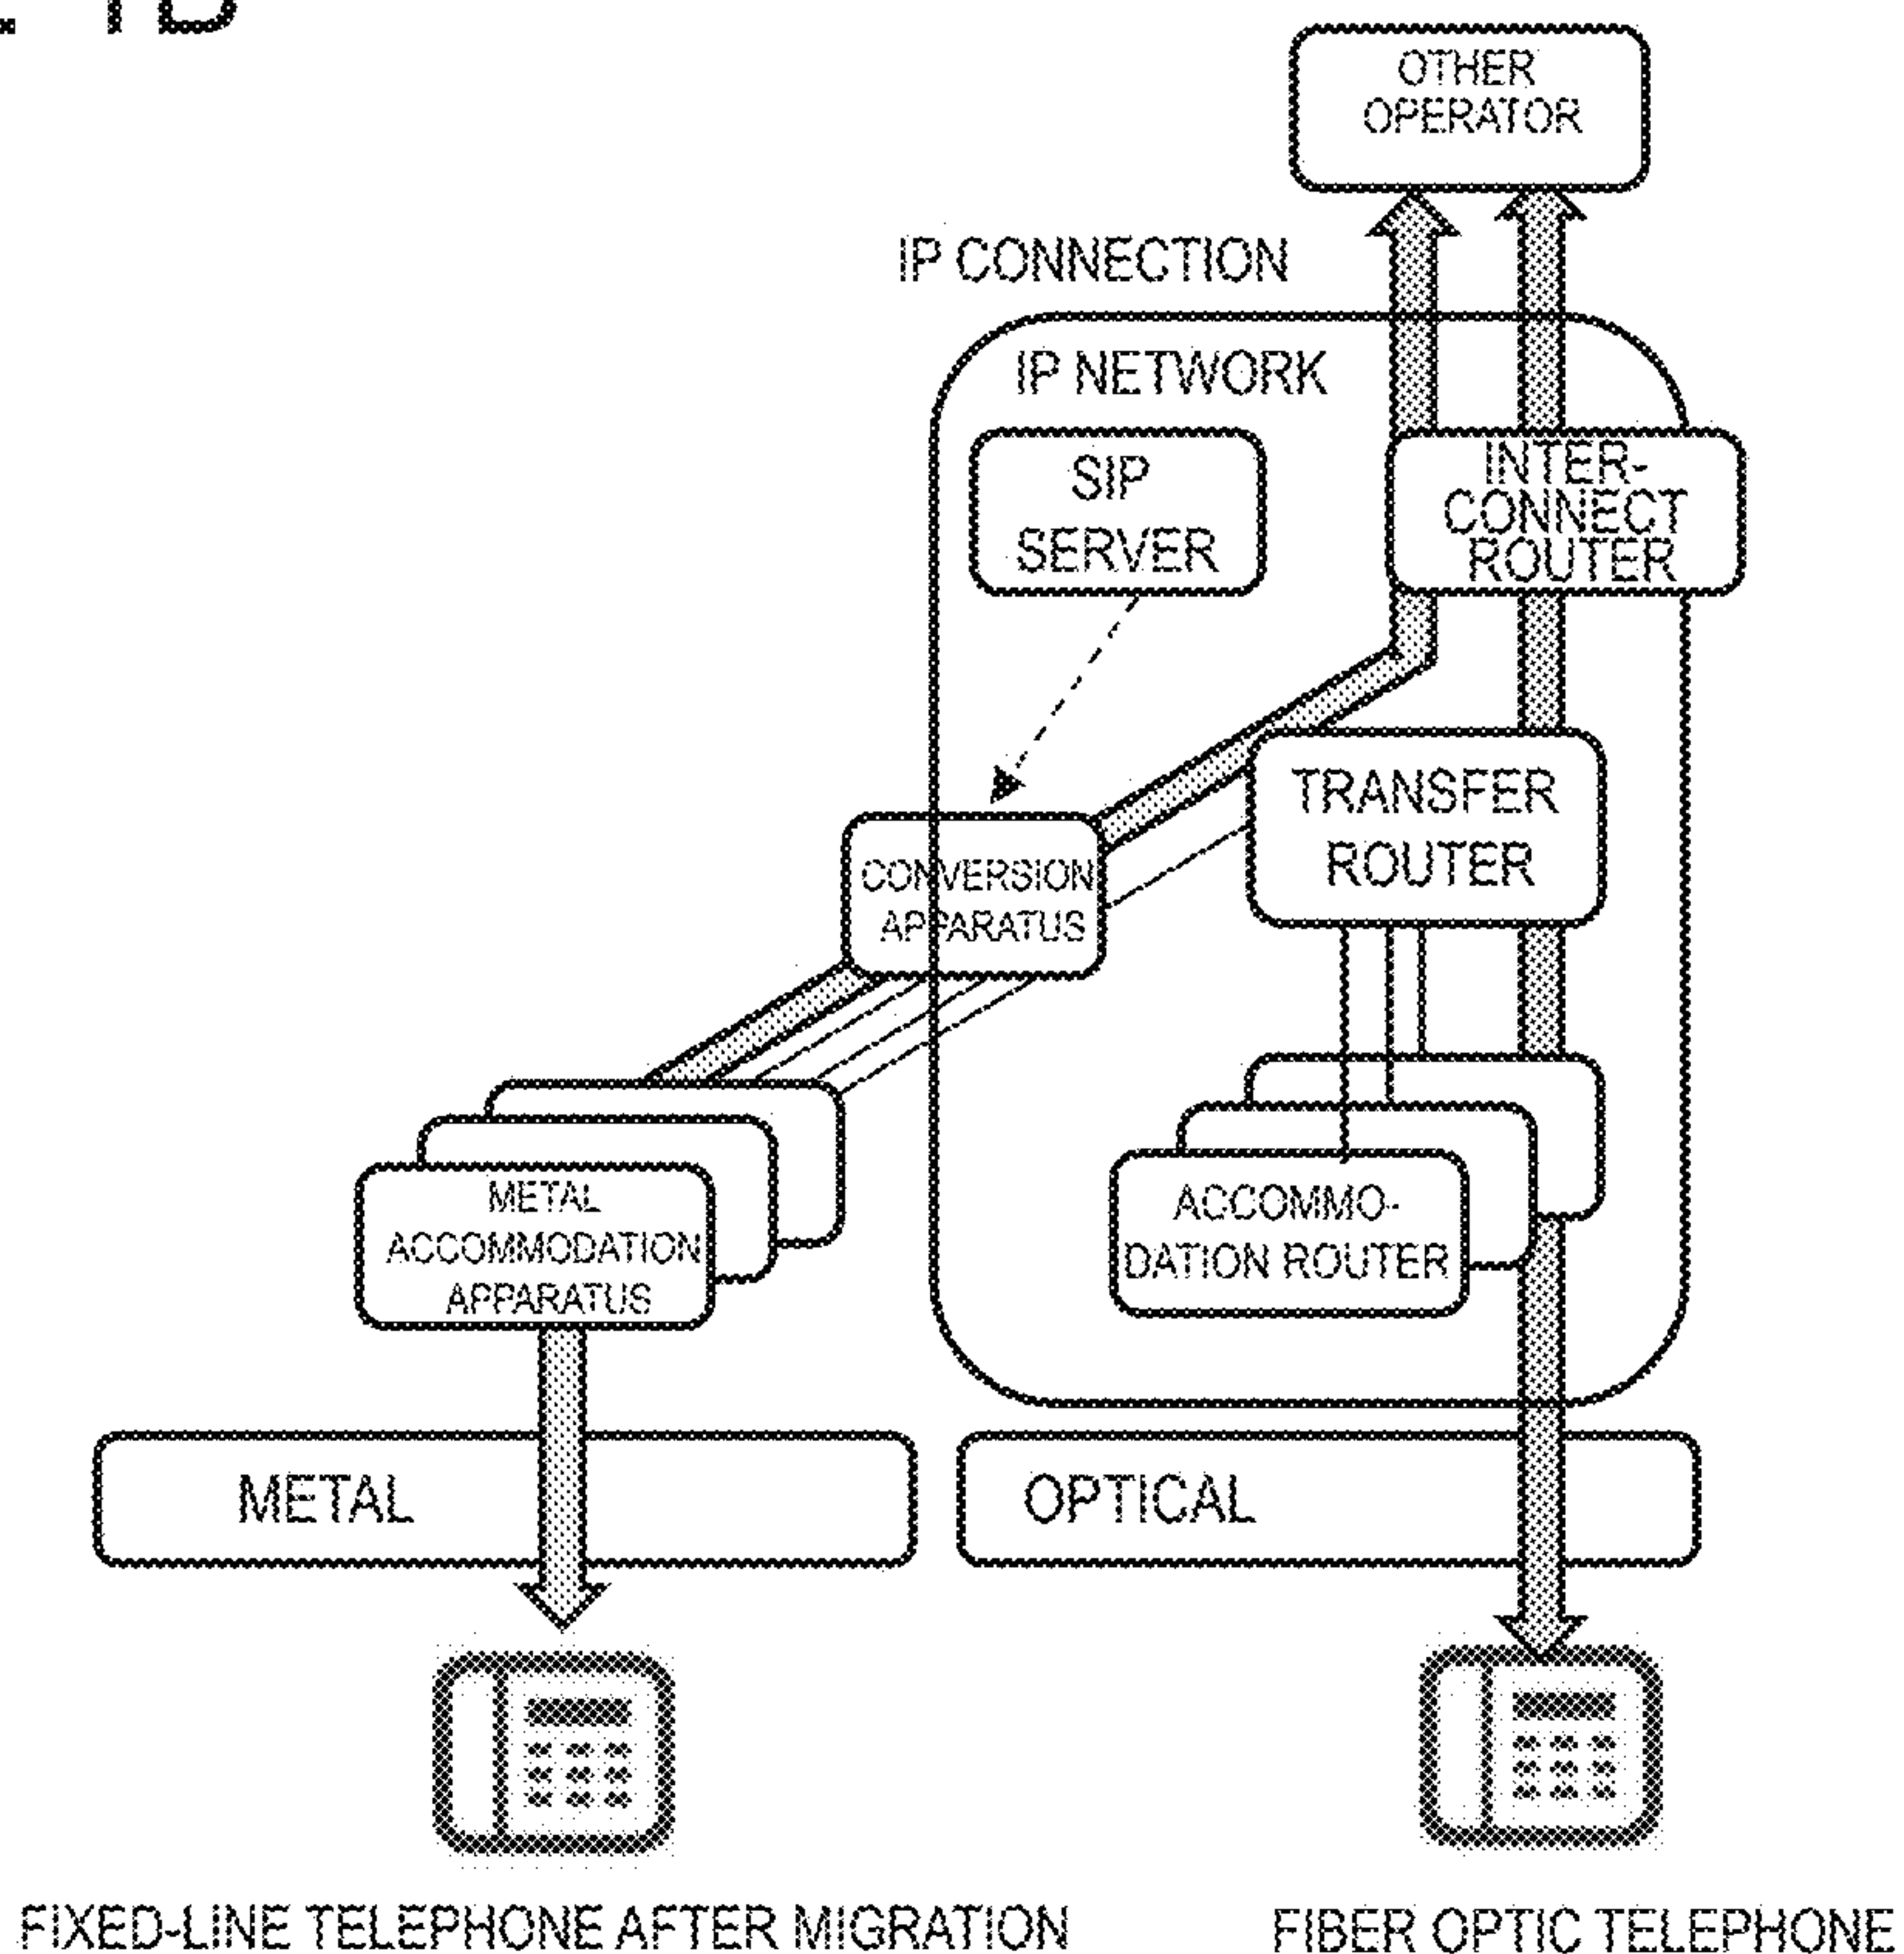 OTHER
OPERATOR
IP CONNECTION
IP NETWORK
SIP
SERVER
INTER-
CONNECT
ROUTER
TRANSFER
ROUTER
CONVERSION
APPARATUS
METAL
ACCOMMODATION
APPARATUS
ACCOMMO-
DATION ROUTER
METAL
OPTICAL
FIXED-LINE TELEPHONE AFTER MIGRATION
FIBER OPTIC TELEPHONE